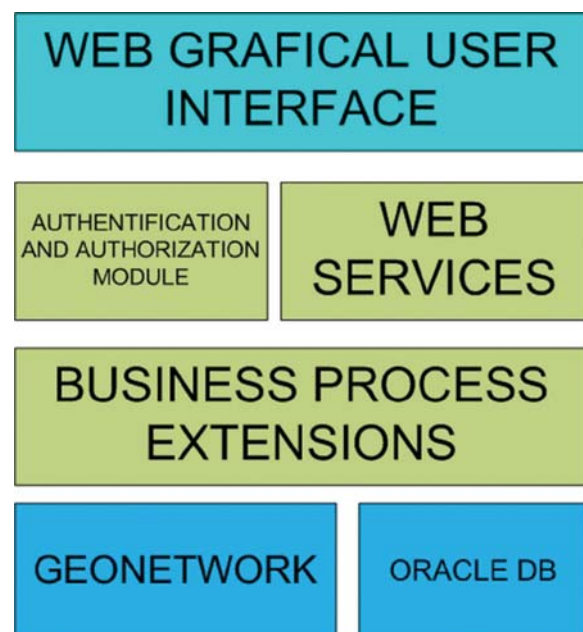 WEB GRAFICAL USER
INTERFACE
AUTHENTIFICATION
AND AUTHORIZATION
MODULE
WEB
SERVICES
BUSINESS PROCESS
EXTENSIONS
GEONETWORK
ORACLE DB